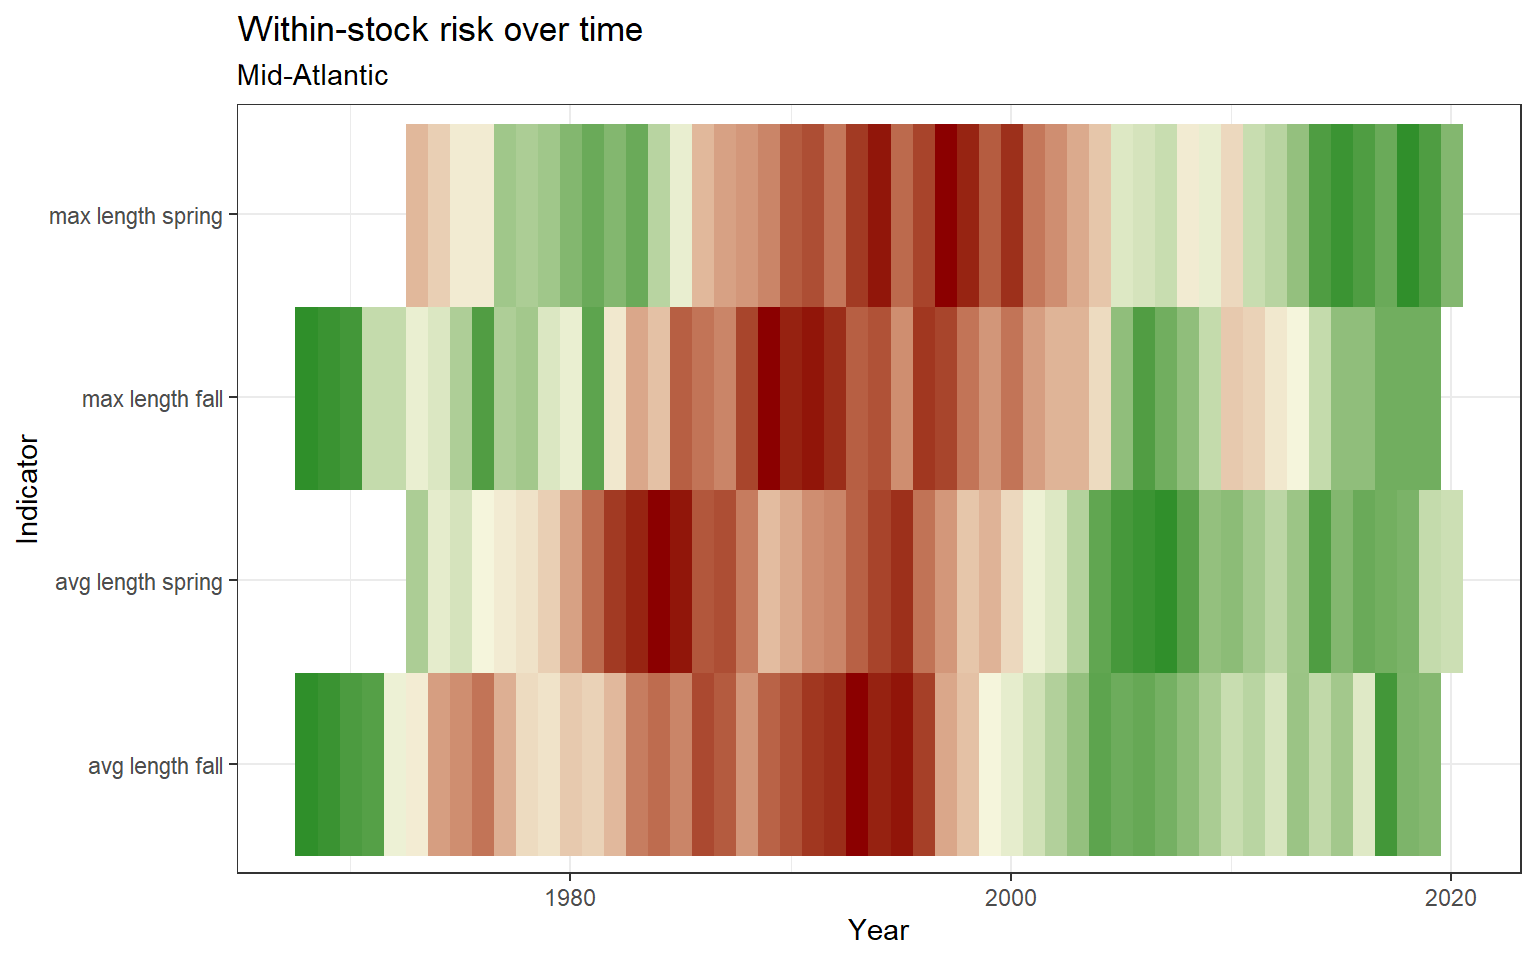 Within-stock risk over time
Mid-Atlantic
max length spring
max length fall
avg length spring
avg length fall
Indicator
1980
2000
2020
Year